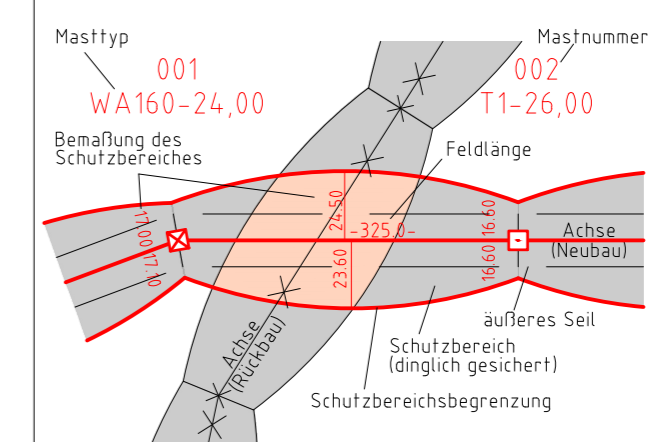 Masttyp
Mastnummer
001
WA160-24,00
002
T1-26,00
Bemaßung des
Schutzbereiches
Feldlänge
17.00
17.10
24.50
-325.0-
23.60
16.60
16.60
Achse
(Neubau)
äußeres Seil
Achse
(Rückbau)
Schutzbereich
(dinglich gesichert)
Schutzbereichsbegrenzung